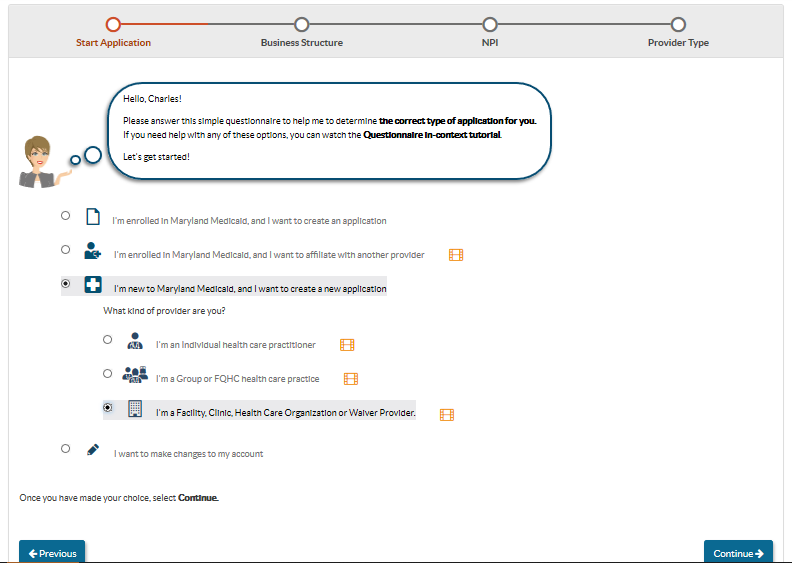 Start Application
Business Structure
NPI
Provider Type
Hello, Charles!
Please answer this simple questionnaire to help me to determine the correct type of application for you.
If you need help with any of these options, you can watch the Questionnaire in-context tutorial.
Let's get started!
I'm enrolled in Maryland Medicaid, and I want to create an application
I'm enrolled in Maryland Medicaid, and I want to affiliate with another provider
I'm new to Maryland Medicaid, and I want to create a new application
What kind of provider are you?
I'm an Individual health care practitioner
I'm a Group or FQHC health care practice
I'm a Facility, Clinic, Health Care Organization or Waiver Provider.
I want to make changes to my account
Once you have made your choice, select Continue.
Previous
Continue